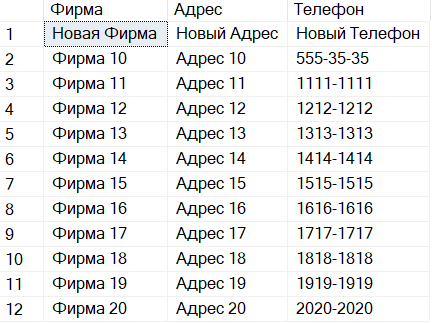 Фирма Адрес Телефон
1 Новая Фирма Новый Адрес Новый Телефон
2 Фирма 10 Адрес 10 555-35-35
3 Фирма 11 Адрес 11 1111-1111
4 Фирма 12 Адрес 12 1212-1212
5 Фирма 13 Адрес 13 1313-1313
6 Фирма 14 Адрес 14 1414-1414
7 Фирма 15 Адрес 15 1515-1515
8 Фирма 16 Адрес 16 1616-1616
9 Фирма 17 Адрес 17 1717-1717
10 Фирма 18 Адрес 18 1818-1818
11 Фирма 19 Адрес 19 1919-1919
12 Фирма 20 Адрес 20 2020-2020